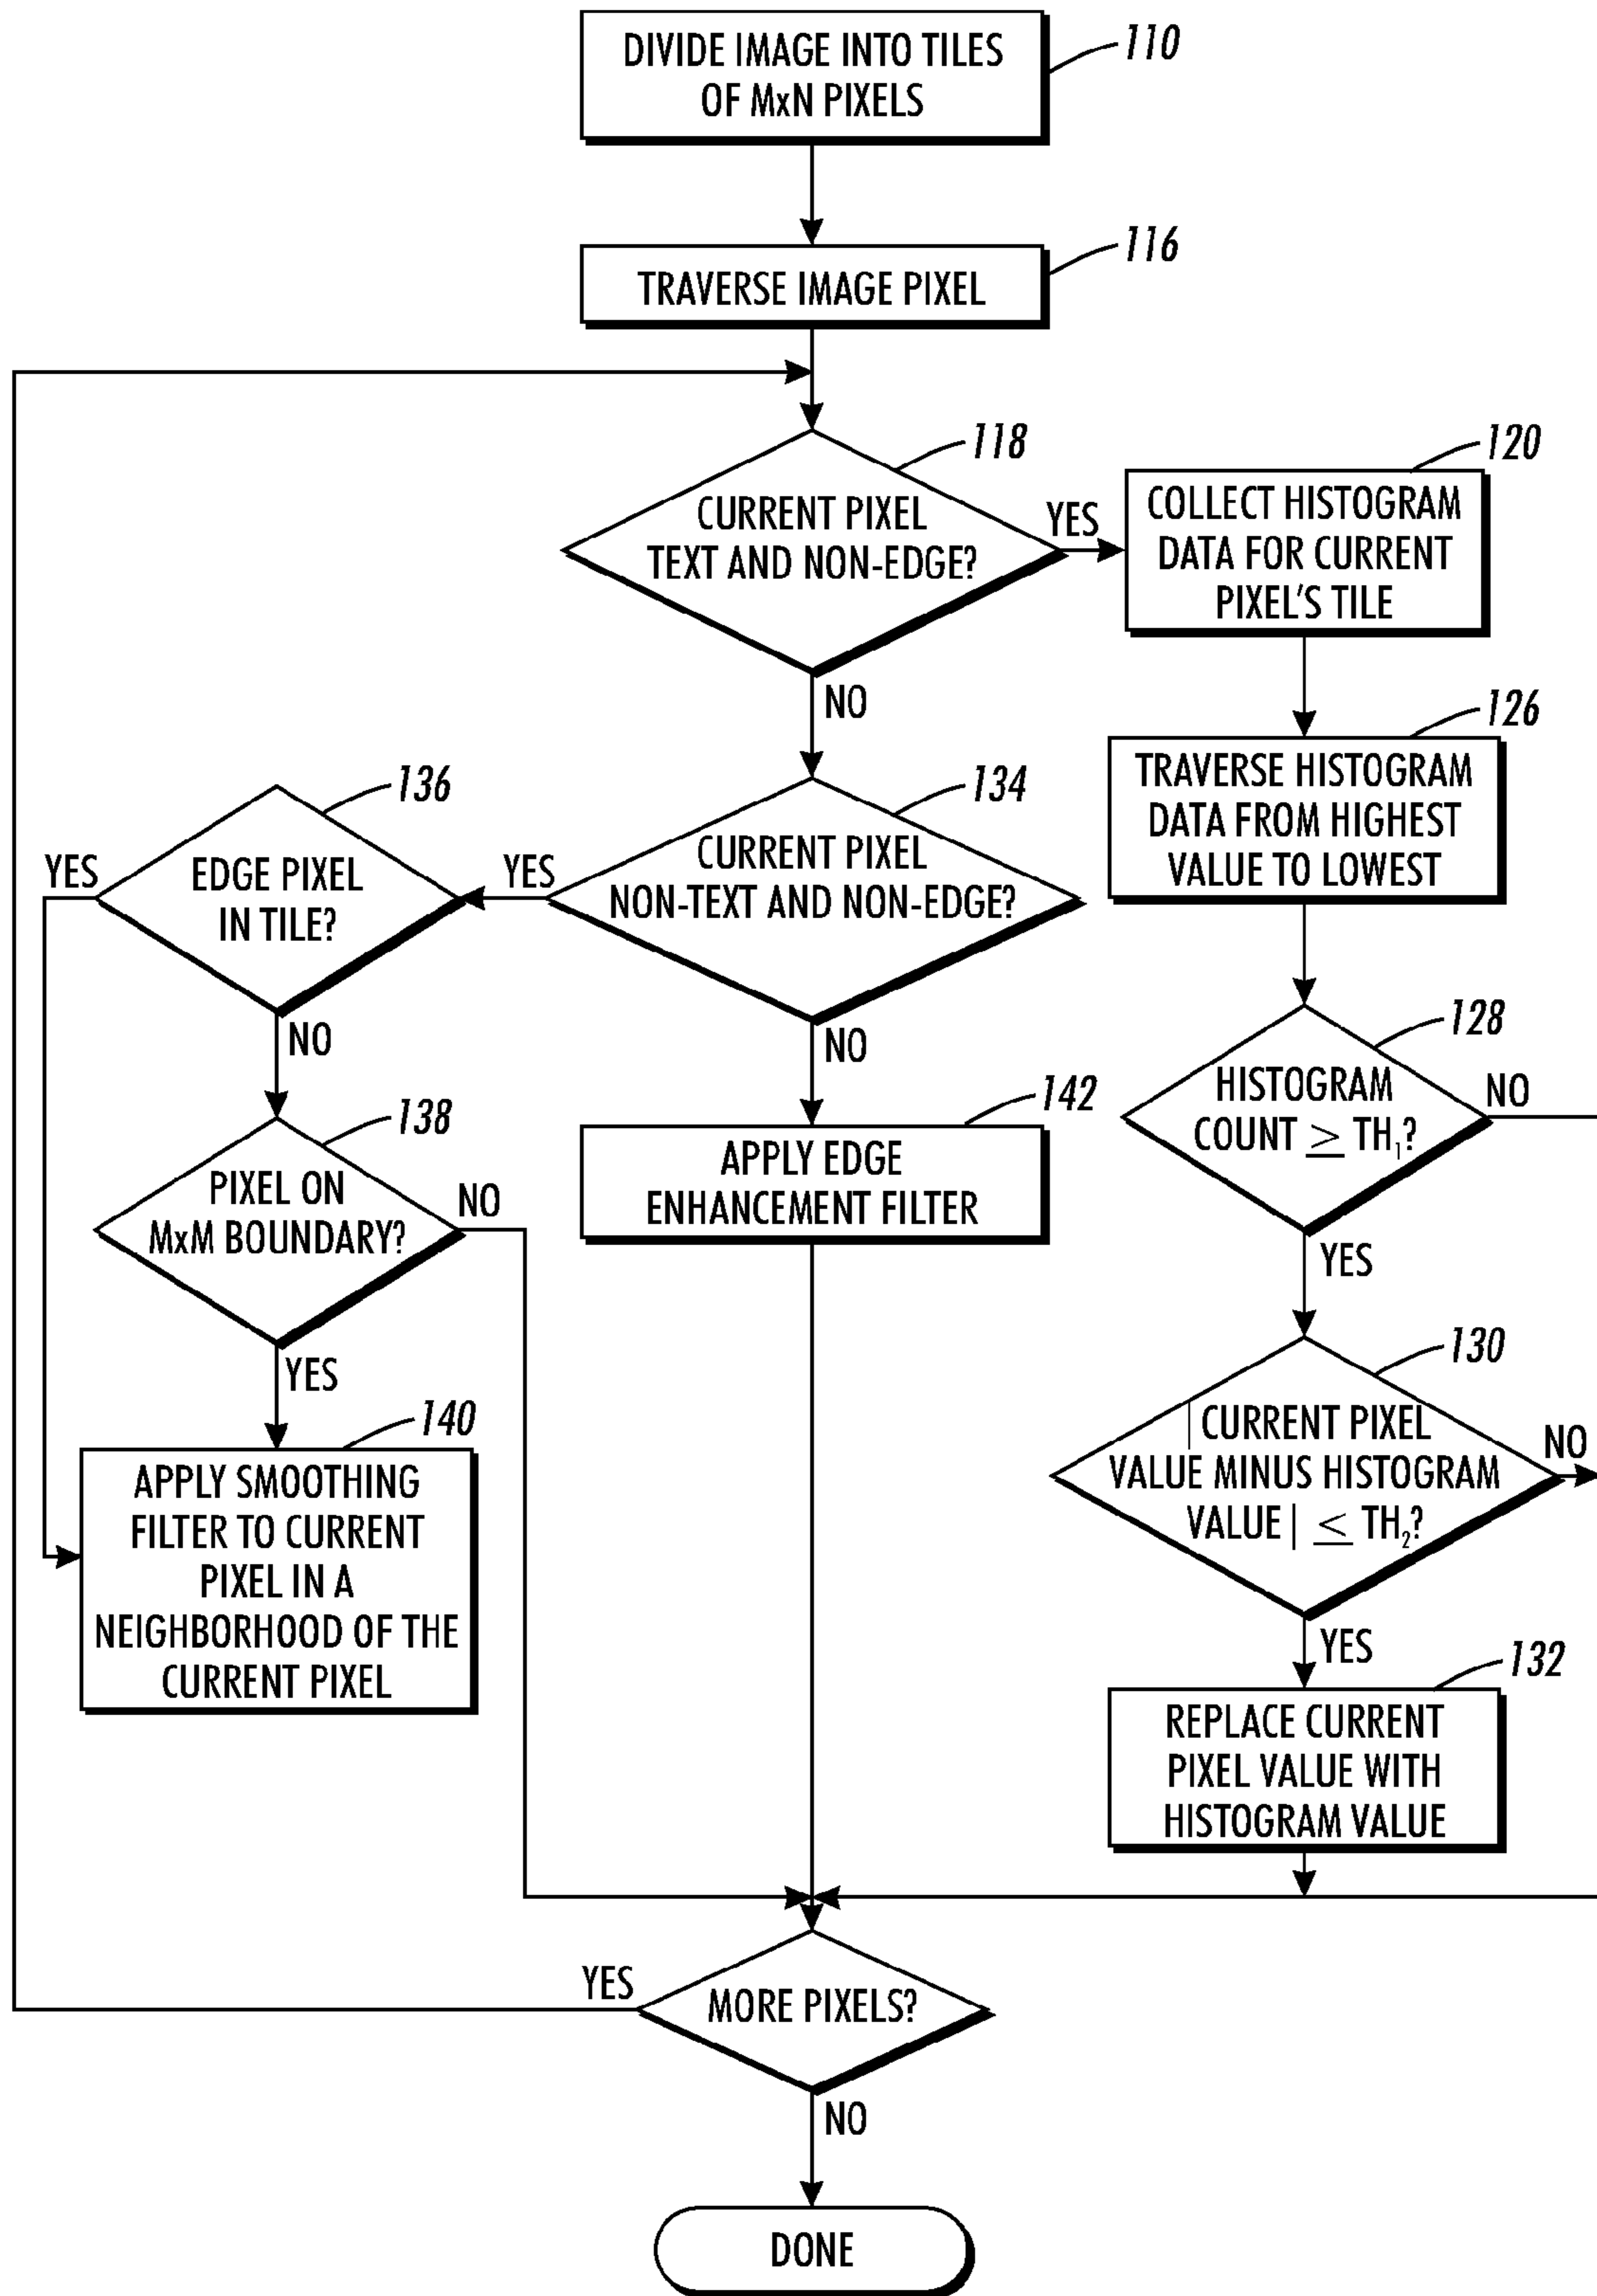 DIVIDE IMAGE INTO TILES
OF MxN PIXELS
110
TRAVERSE IMAGE PIXEL
116
CURRENT PIXEL
TEXT AND NON-EDGE?
118
YES
NO
COLLECT HISTOGRAM
DATA FOR CURRENT
PIXEL'S TILE
120
TRAVERSE HISTOGRAM
DATA FROM HIGHEST
VALUE TO LOWEST
126
CURRENT PIXEL
NON-TEXT AND NON-EDGE?
134
YES
NO
EDGE PIXEL
IN TILE?
136
YES
NO
HISTOGRAM
COUNT ≥ TH₁?
128
NO
YES
PIXEL ON
MxM BOUNDARY?
138
NO
YES
APPLY EDGE
ENHANCEMENT FILTER
142
| CURRENT PIXEL
VALUE MINUS HISTOGRAM
VALUE | ≤ TH₂?
130
NO
YES
APPLY SMOOTHING
FILTER TO CURRENT
PIXEL IN A
NEIGHBORHOOD OF THE
CURRENT PIXEL
140
REPLACE CURRENT
PIXEL VALUE WITH
HISTOGRAM VALUE
132
MORE PIXELS?
YES
NO
DONE